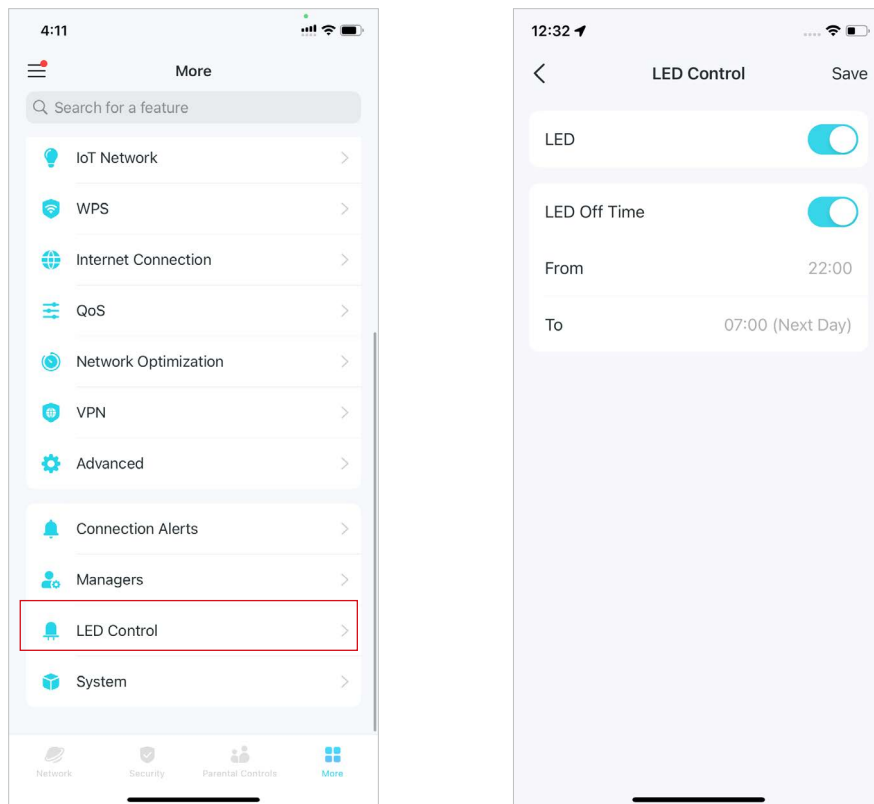 4:11
More
Search for a feature
IoT Network
WPS
Internet Connection
QoS
Network Optimization
VPN
Advanced
Connection Alerts
Managers
LED Control
System
Network Security Parental Controls More
12:32
LED Control Save
LED
LED Off Time
From 22:00
To 07:00 (Next Day)